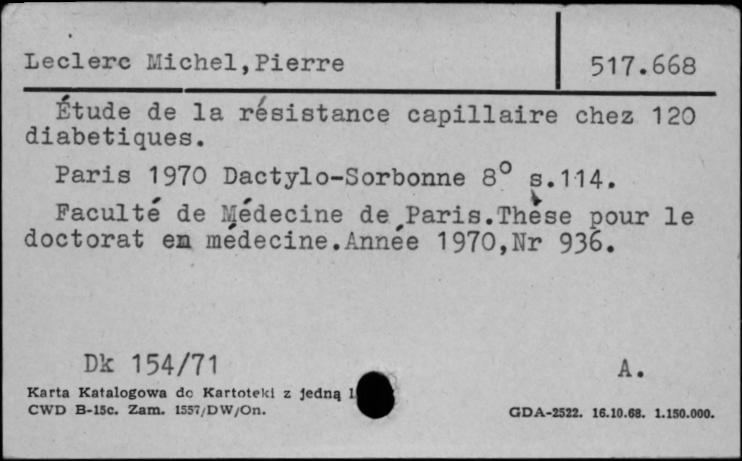 Leclerc Michel,Pierre
517.668
Étude de la résistance capillaire chez 120
diabetiques.
Paris 1970 Dactylo-Sorbonne 8° s.114.
Faculté de Médecine de Paris.Thèse pour le
doctorat en médecine.Année 1970,Nr 936.
Dk 154/71
A.
Karta Katalogowa do Kartoteki z jedną
CWD B-15c. Zam. 1557/DW/On.
GDA-2522. 16.10.68. 1.150.000.